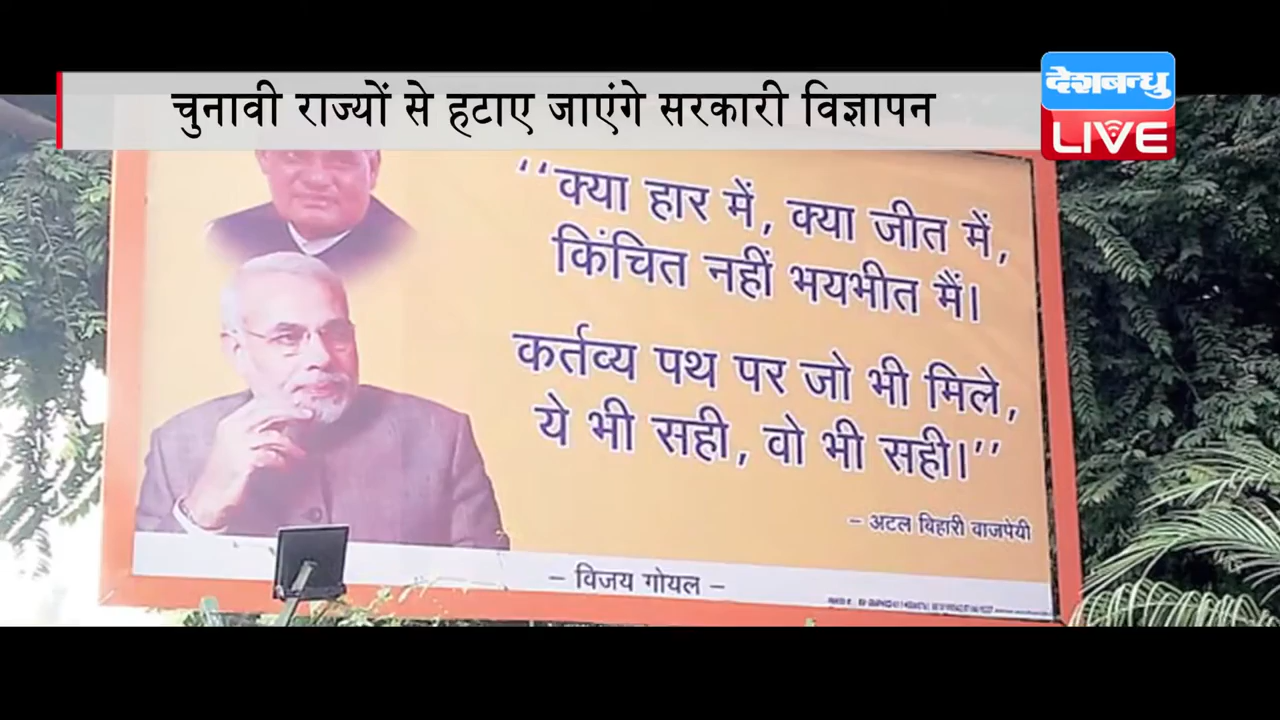 चुनावी राज्यों से हटाए जाएंगे सरकारी विज्ञापन
देशबन्धु
LIVE
‘‘क्या हार में, क्या जीत में,
किंचित नहीं भयभीत मैं।
कर्तव्य पथ पर जो भी मिले,
ये भी सही, वो भी सही।’’
– अटल बिहारी वाजपेयी
– विजय गोयल –